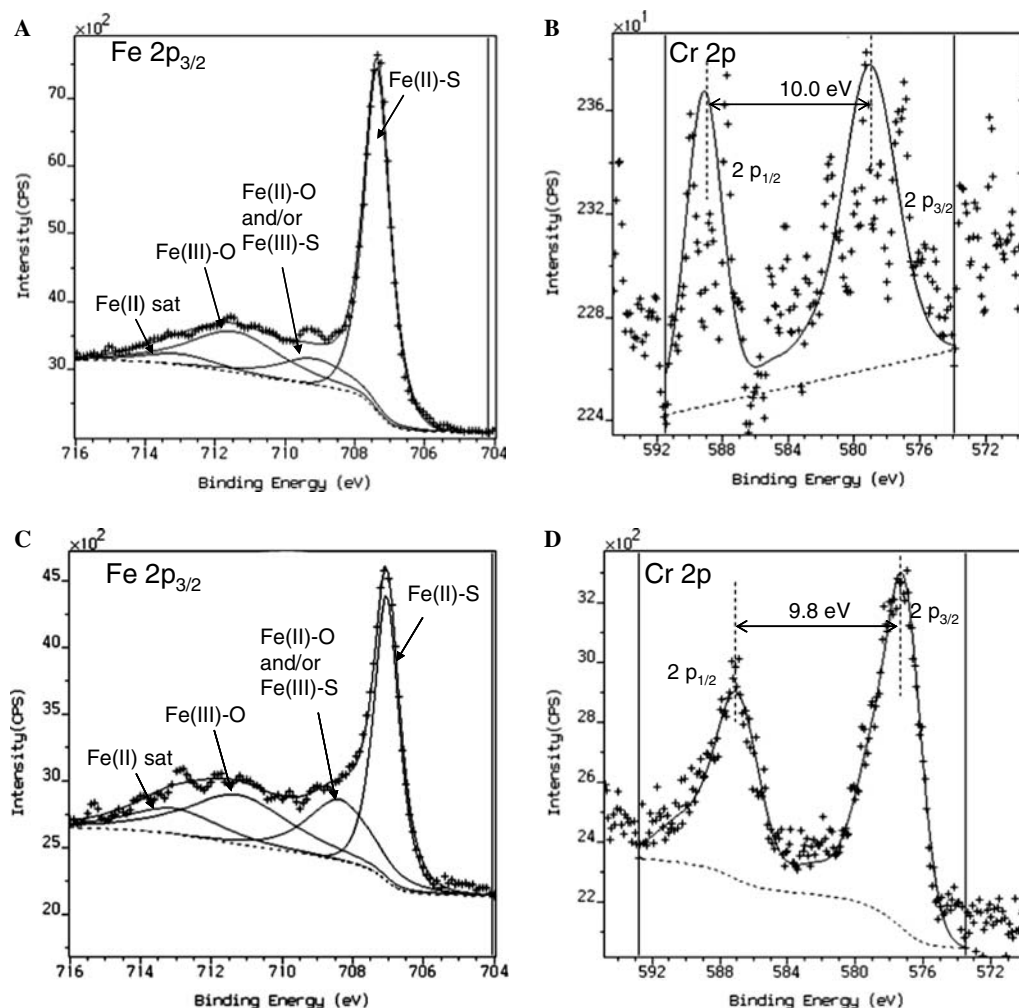 A
×10²
Fe 2p3/2
70
60
50
40
30
Intensity(CPS)
Fe(II)-S
Fe(II)-O
and/or
Fe(III)-S
Fe(III)-O
Fe(II) sat
716 714 712 710 708 706 704
Binding Energy (eV)
B
×10¹
Cr 2p
236
232
228
224
Intensity(CPS)
10.0 eV
2 p1/2
2 p3/2
592 588 584 580 576 572
Binding Energy (eV)
C
×10²
Fe 2p3/2
45
40
35
30
25
20
Intensity(CPS)
Fe(II)-S
Fe(II)-O
and/or
Fe(III)-S
Fe(III)-O
Fe(II) sat
716 714 712 710 708 706 704
Binding Energy (eV)
D
×10²
Cr 2p
32
30
28
26
24
22
Intensity(CPS)
9.8 eV
2 p3/2
2 p1/2
592 588 584 580 576 572
Binding Energy (eV)